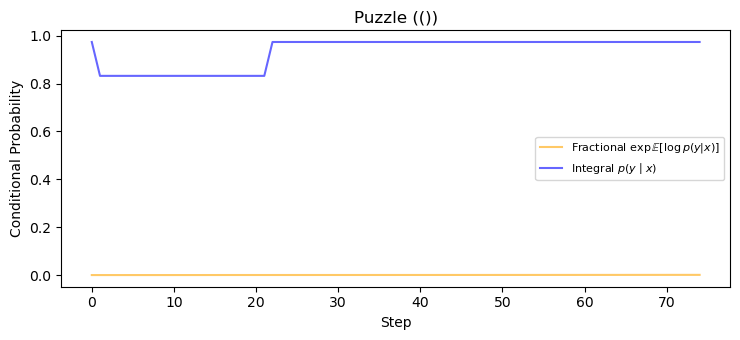 Puzzle (())
Conditional Probability
1.0
0.8
0.6
0.4
0.2
0.0
Fractional exp𝔼[log p(y|x)]
Integral p(y | x)
0 10 20 30 40 50 60 70
Step